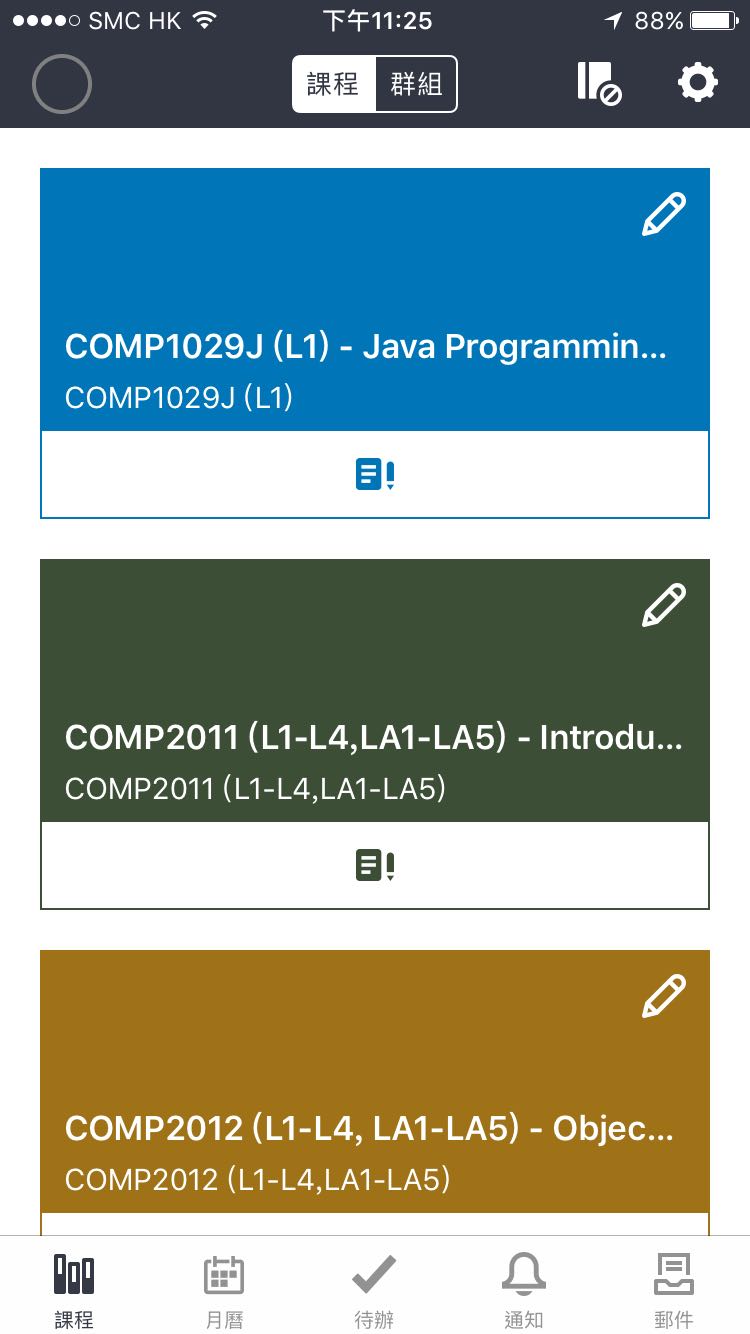 SMC HK 下午11:25 88%
課程 群組
COMP1029J (L1) - Java Programmin...
COMP1029J (L1)
COMP2011 (L1-L4,LA1-LA5) - Introdu...
COMP2011 (L1-L4,LA1-LA5)
COMP2012 (L1-L4, LA1-LA5) - Objec...
COMP2012 (L1-L4,LA1-LA5)
課程 月曆 待辦 通知 郵件